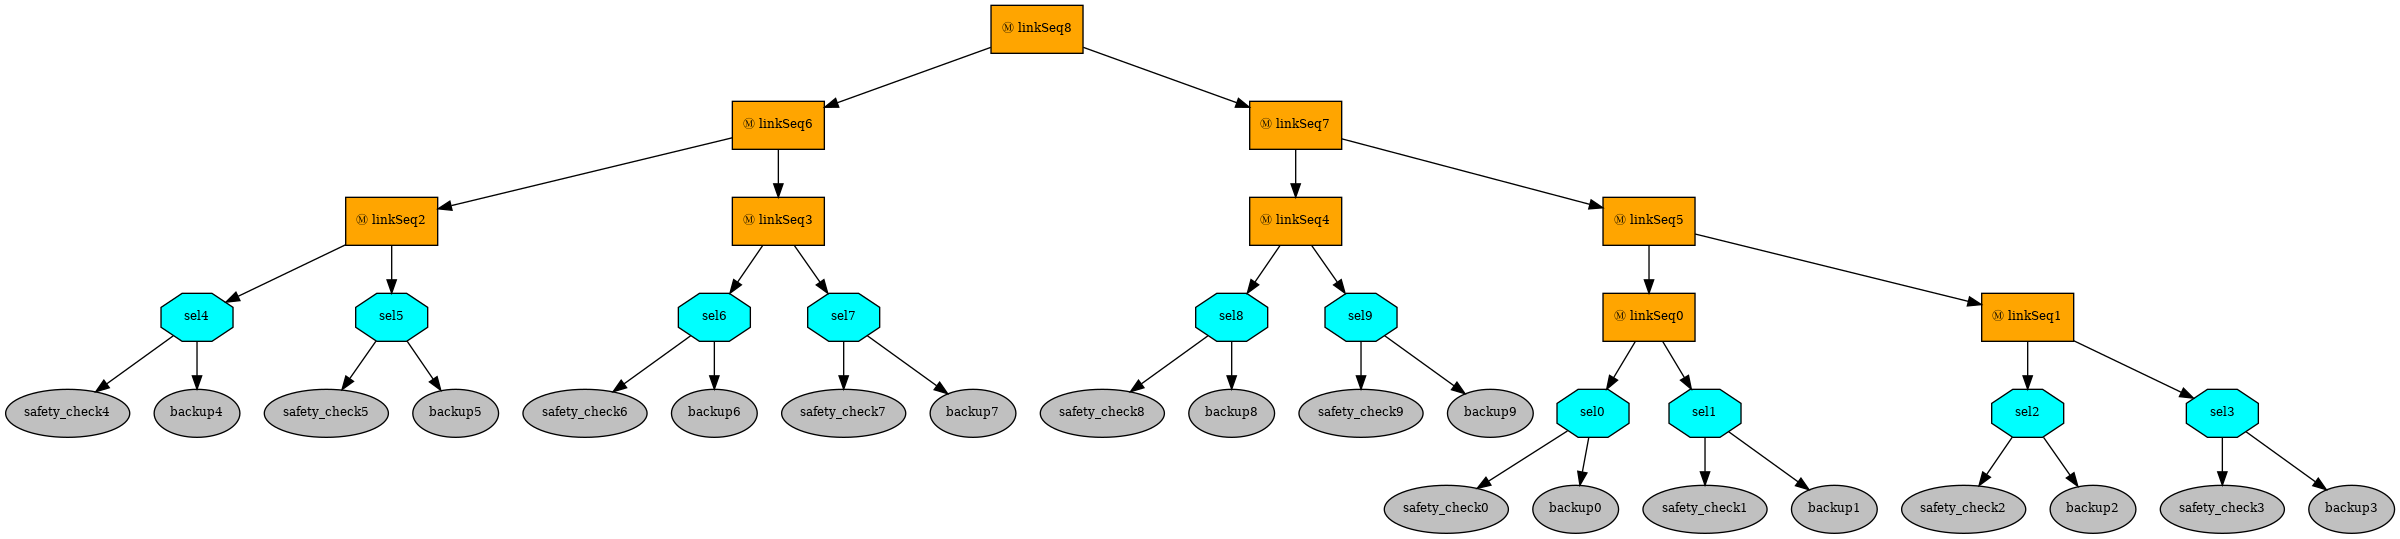 Ⓜ linkSeq8
Ⓜ linkSeq6
Ⓜ linkSeq7
Ⓜ linkSeq2
Ⓜ linkSeq3
Ⓜ linkSeq4
Ⓜ linkSeq5
sel4
sel5
sel6
sel7
sel8
sel9
Ⓜ linkSeq0
Ⓜ linkSeq1
safety_check4
backup4
safety_check5
backup5
safety_check6
backup6
safety_check7
backup7
safety_check8
backup8
safety_check9
backup9
sel0
sel1
sel2
sel3
safety_check0
backup0
safety_check1
backup1
safety_check2
backup2
safety_check3
backup3